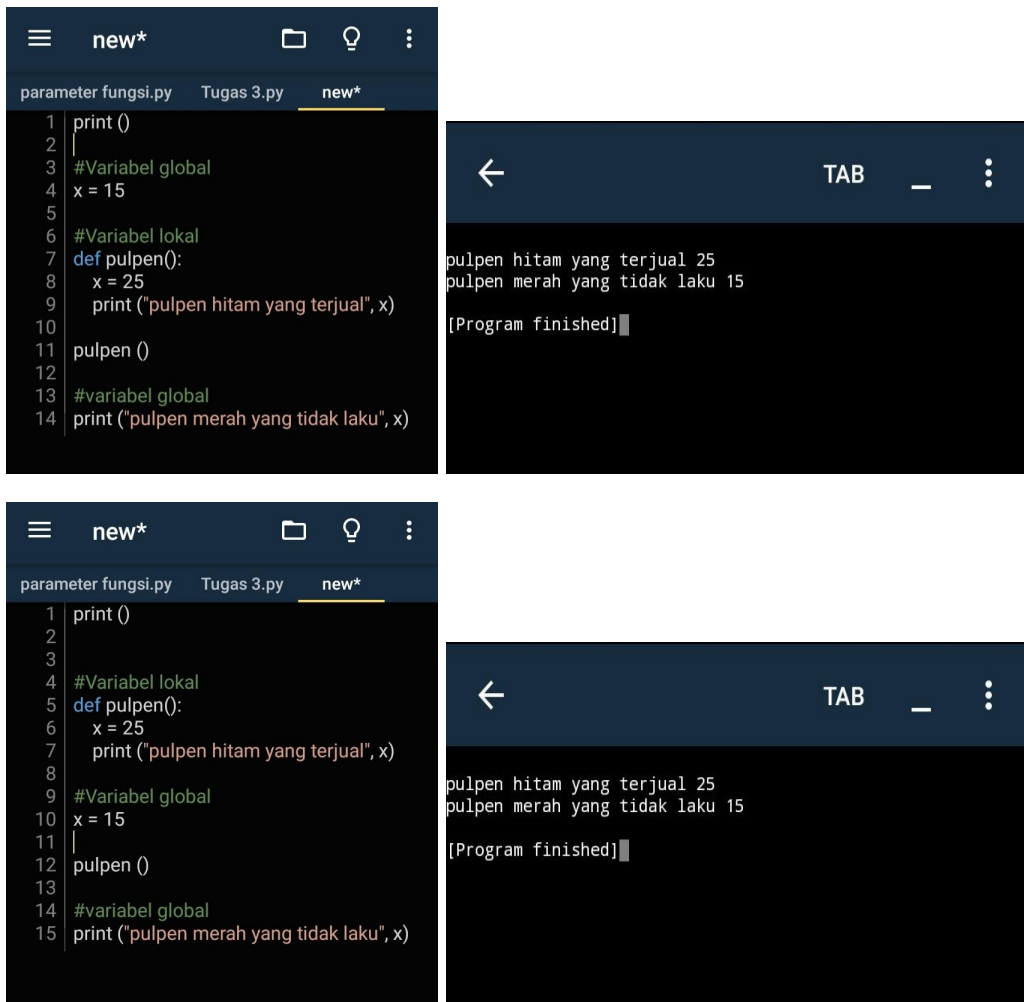 new*
parameter fungsi.py Tugas 3.py new*
1 print ()
2
3 #Variabel global
4 x = 15
5
6 #Variabel lokal
7 def pulpen():
8 x = 25
9 print ("pulpen hitam yang terjual", x)
10
11 pulpen ()
12
13 #variabel global
14 print ("pulpen merah yang tidak laku", x)
TAB _
pulpen hitam yang terjual 25
pulpen merah yang tidak laku 15
[Program finished]
new*
parameter fungsi.py Tugas 3.py new*
1 print ()
2
3
4 #Variabel lokal
5 def pulpen():
6 x = 25
7 print ("pulpen hitam yang terjual", x)
8
9 #Variabel global
10 x = 15
11
12 pulpen ()
13
14 #variabel global
15 print ("pulpen merah yang tidak laku", x)
TAB _
pulpen hitam yang terjual 25
pulpen merah yang tidak laku 15
[Program finished]